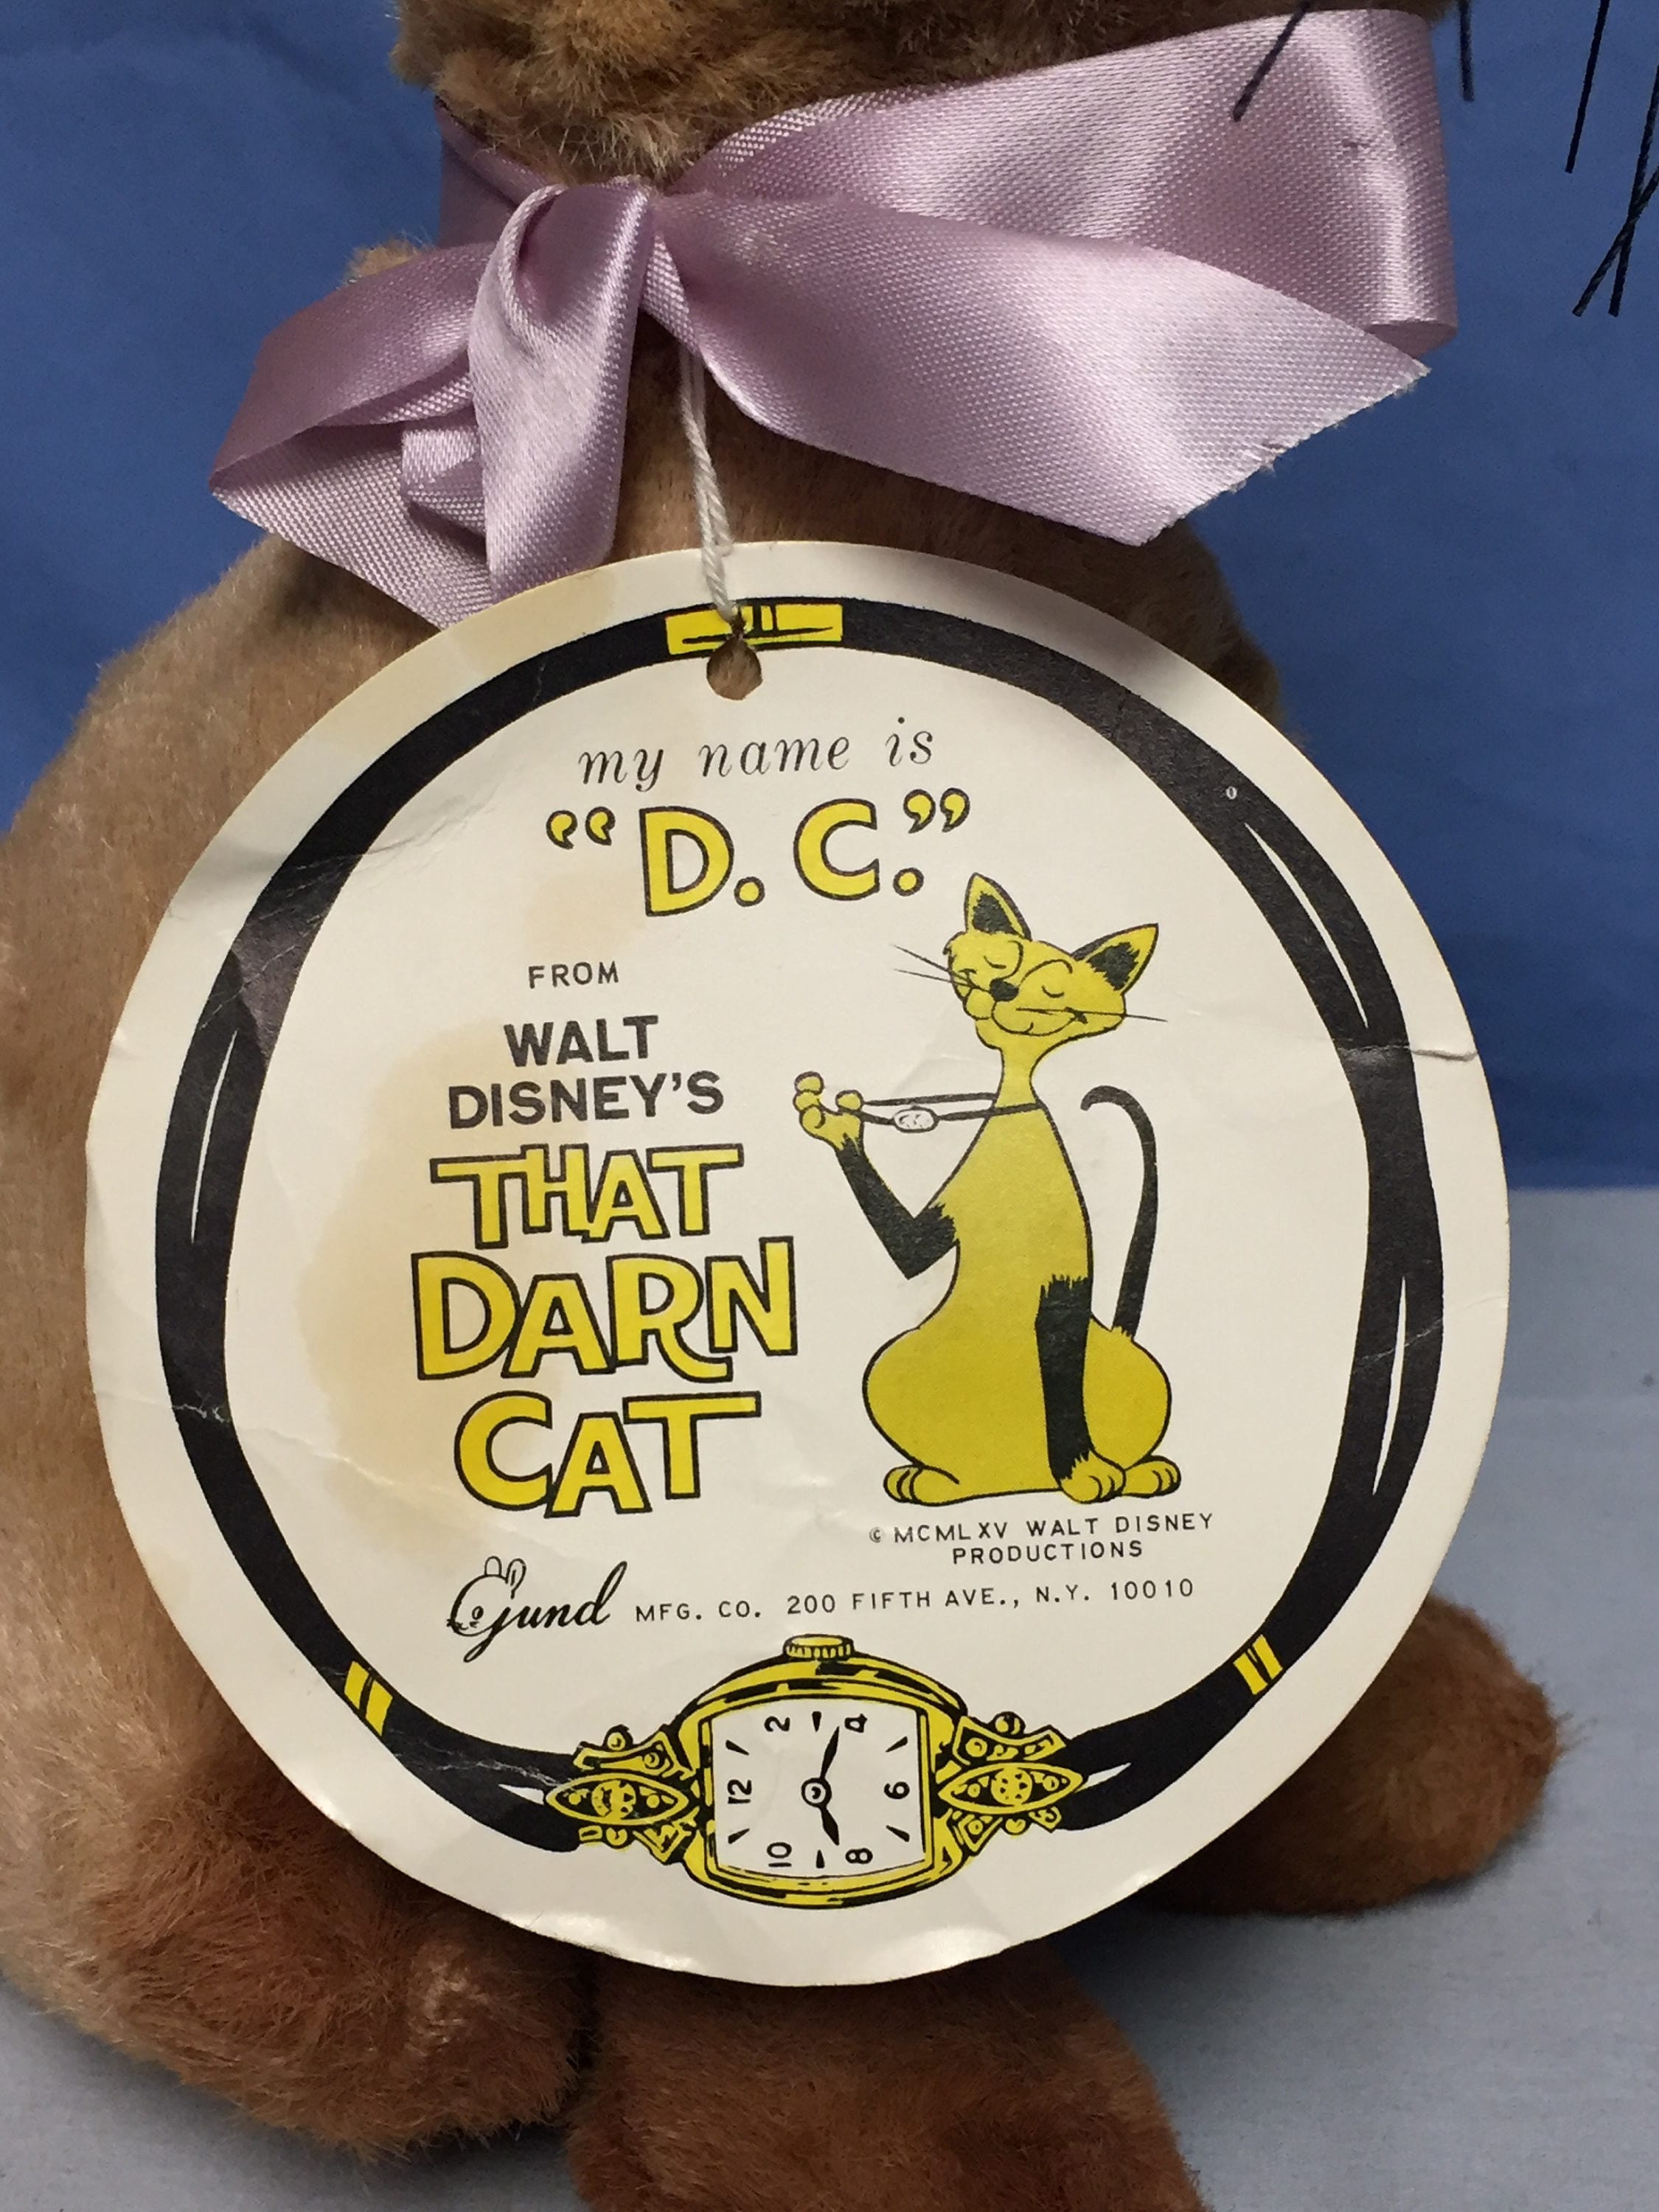 my name is
“D. C.”
FROM
WALT
DISNEY'S
THAT
DARN
CAT
© MCMLXV WALT DISNEY
PRODUCTIONS
Gund MFG. CO. 200 FIFTH AVE., N.Y. 10010
2 4
12 6
10 8